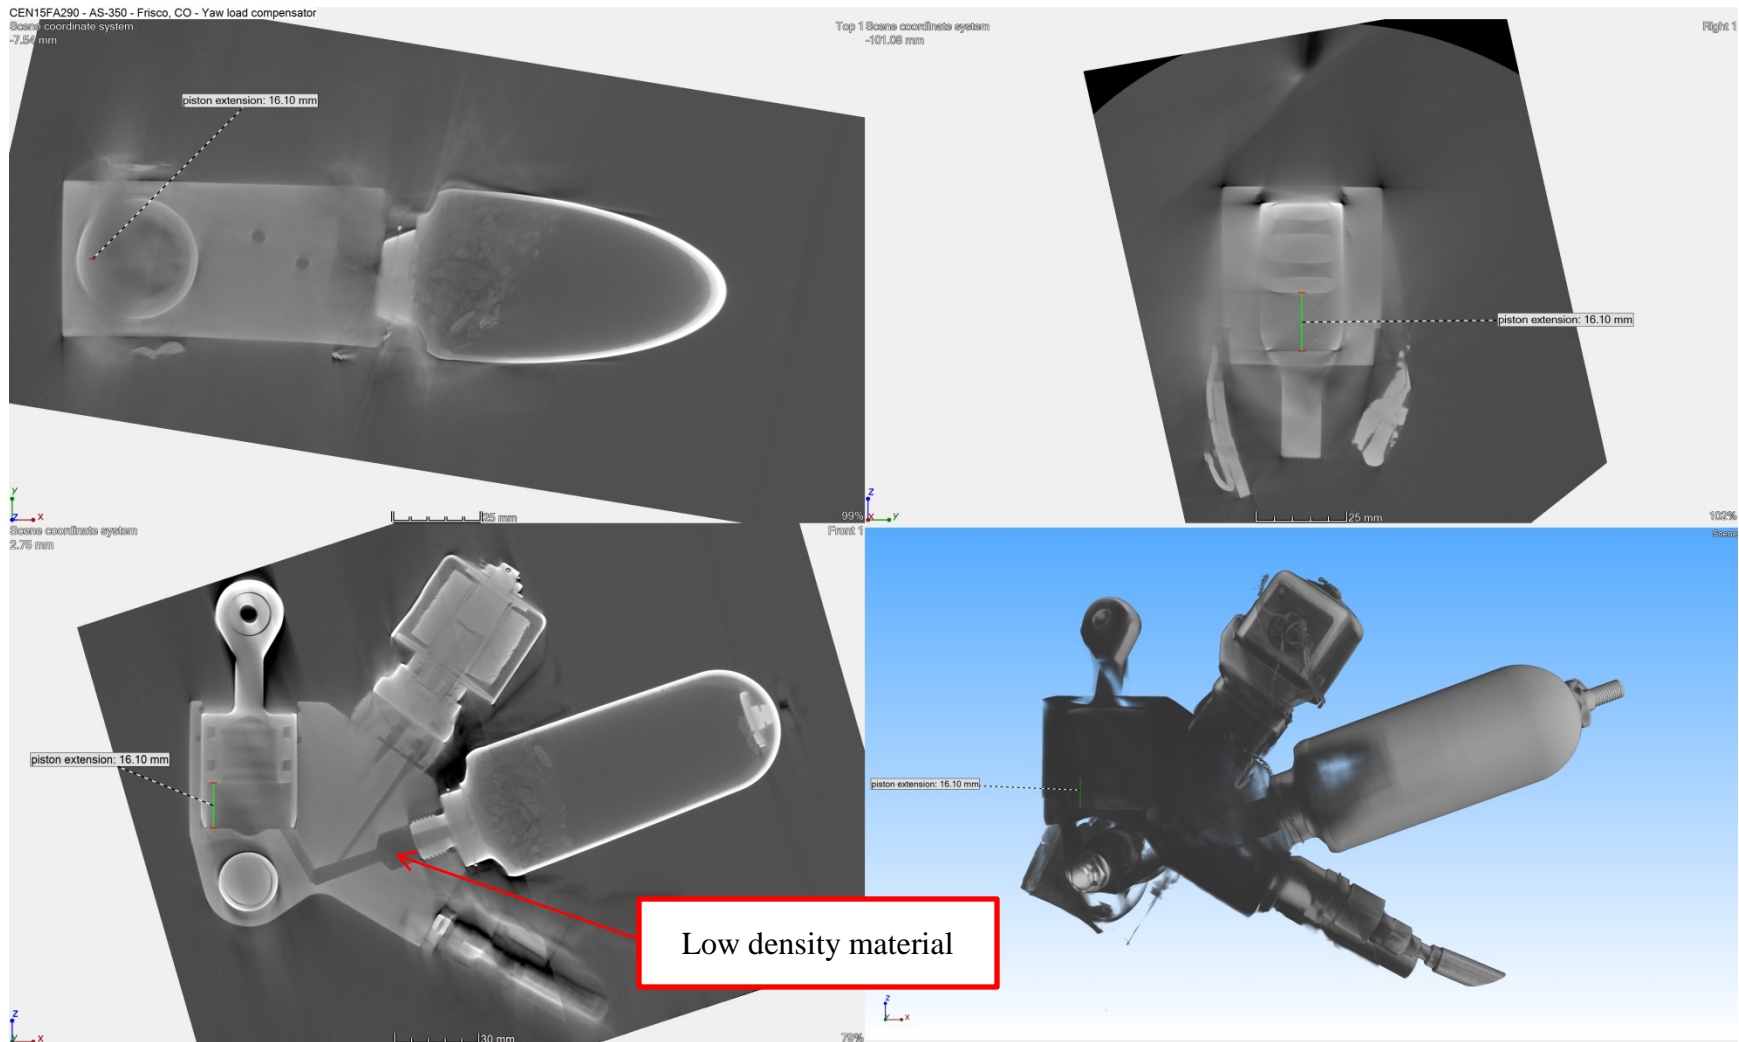 CEN15FA290 - AS-350 - Frisco, CO - Yaw load compensator
Scene coordinate system
-7.54 mm
Top 1
piston extension: 16.10 mm
y
z
x
25 mm
99%
Scene coordinate system
-101.08 mm
Right 1
piston extension: 16.10 mm
z
x
y
25 mm
102%
Scene coordinate system
2.75 mm
Front 1
piston extension: 16.10 mm
Low density material
z
y
x
30 mm
79%
Scene
piston extension: 16.10 mm
z
y
x